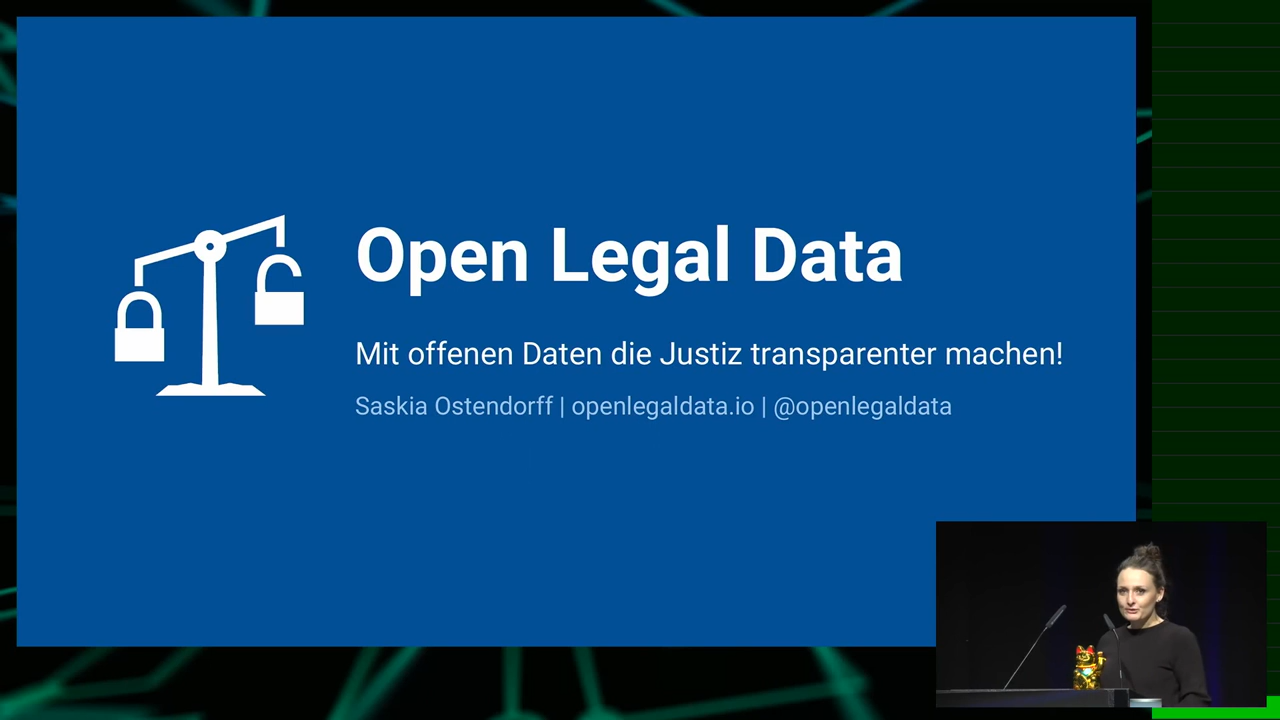 Open Legal Data
Mit offenen Daten die Justiz transparenter machen!
Saskia Ostendorff | openlegaldata.io | @openlegaldata